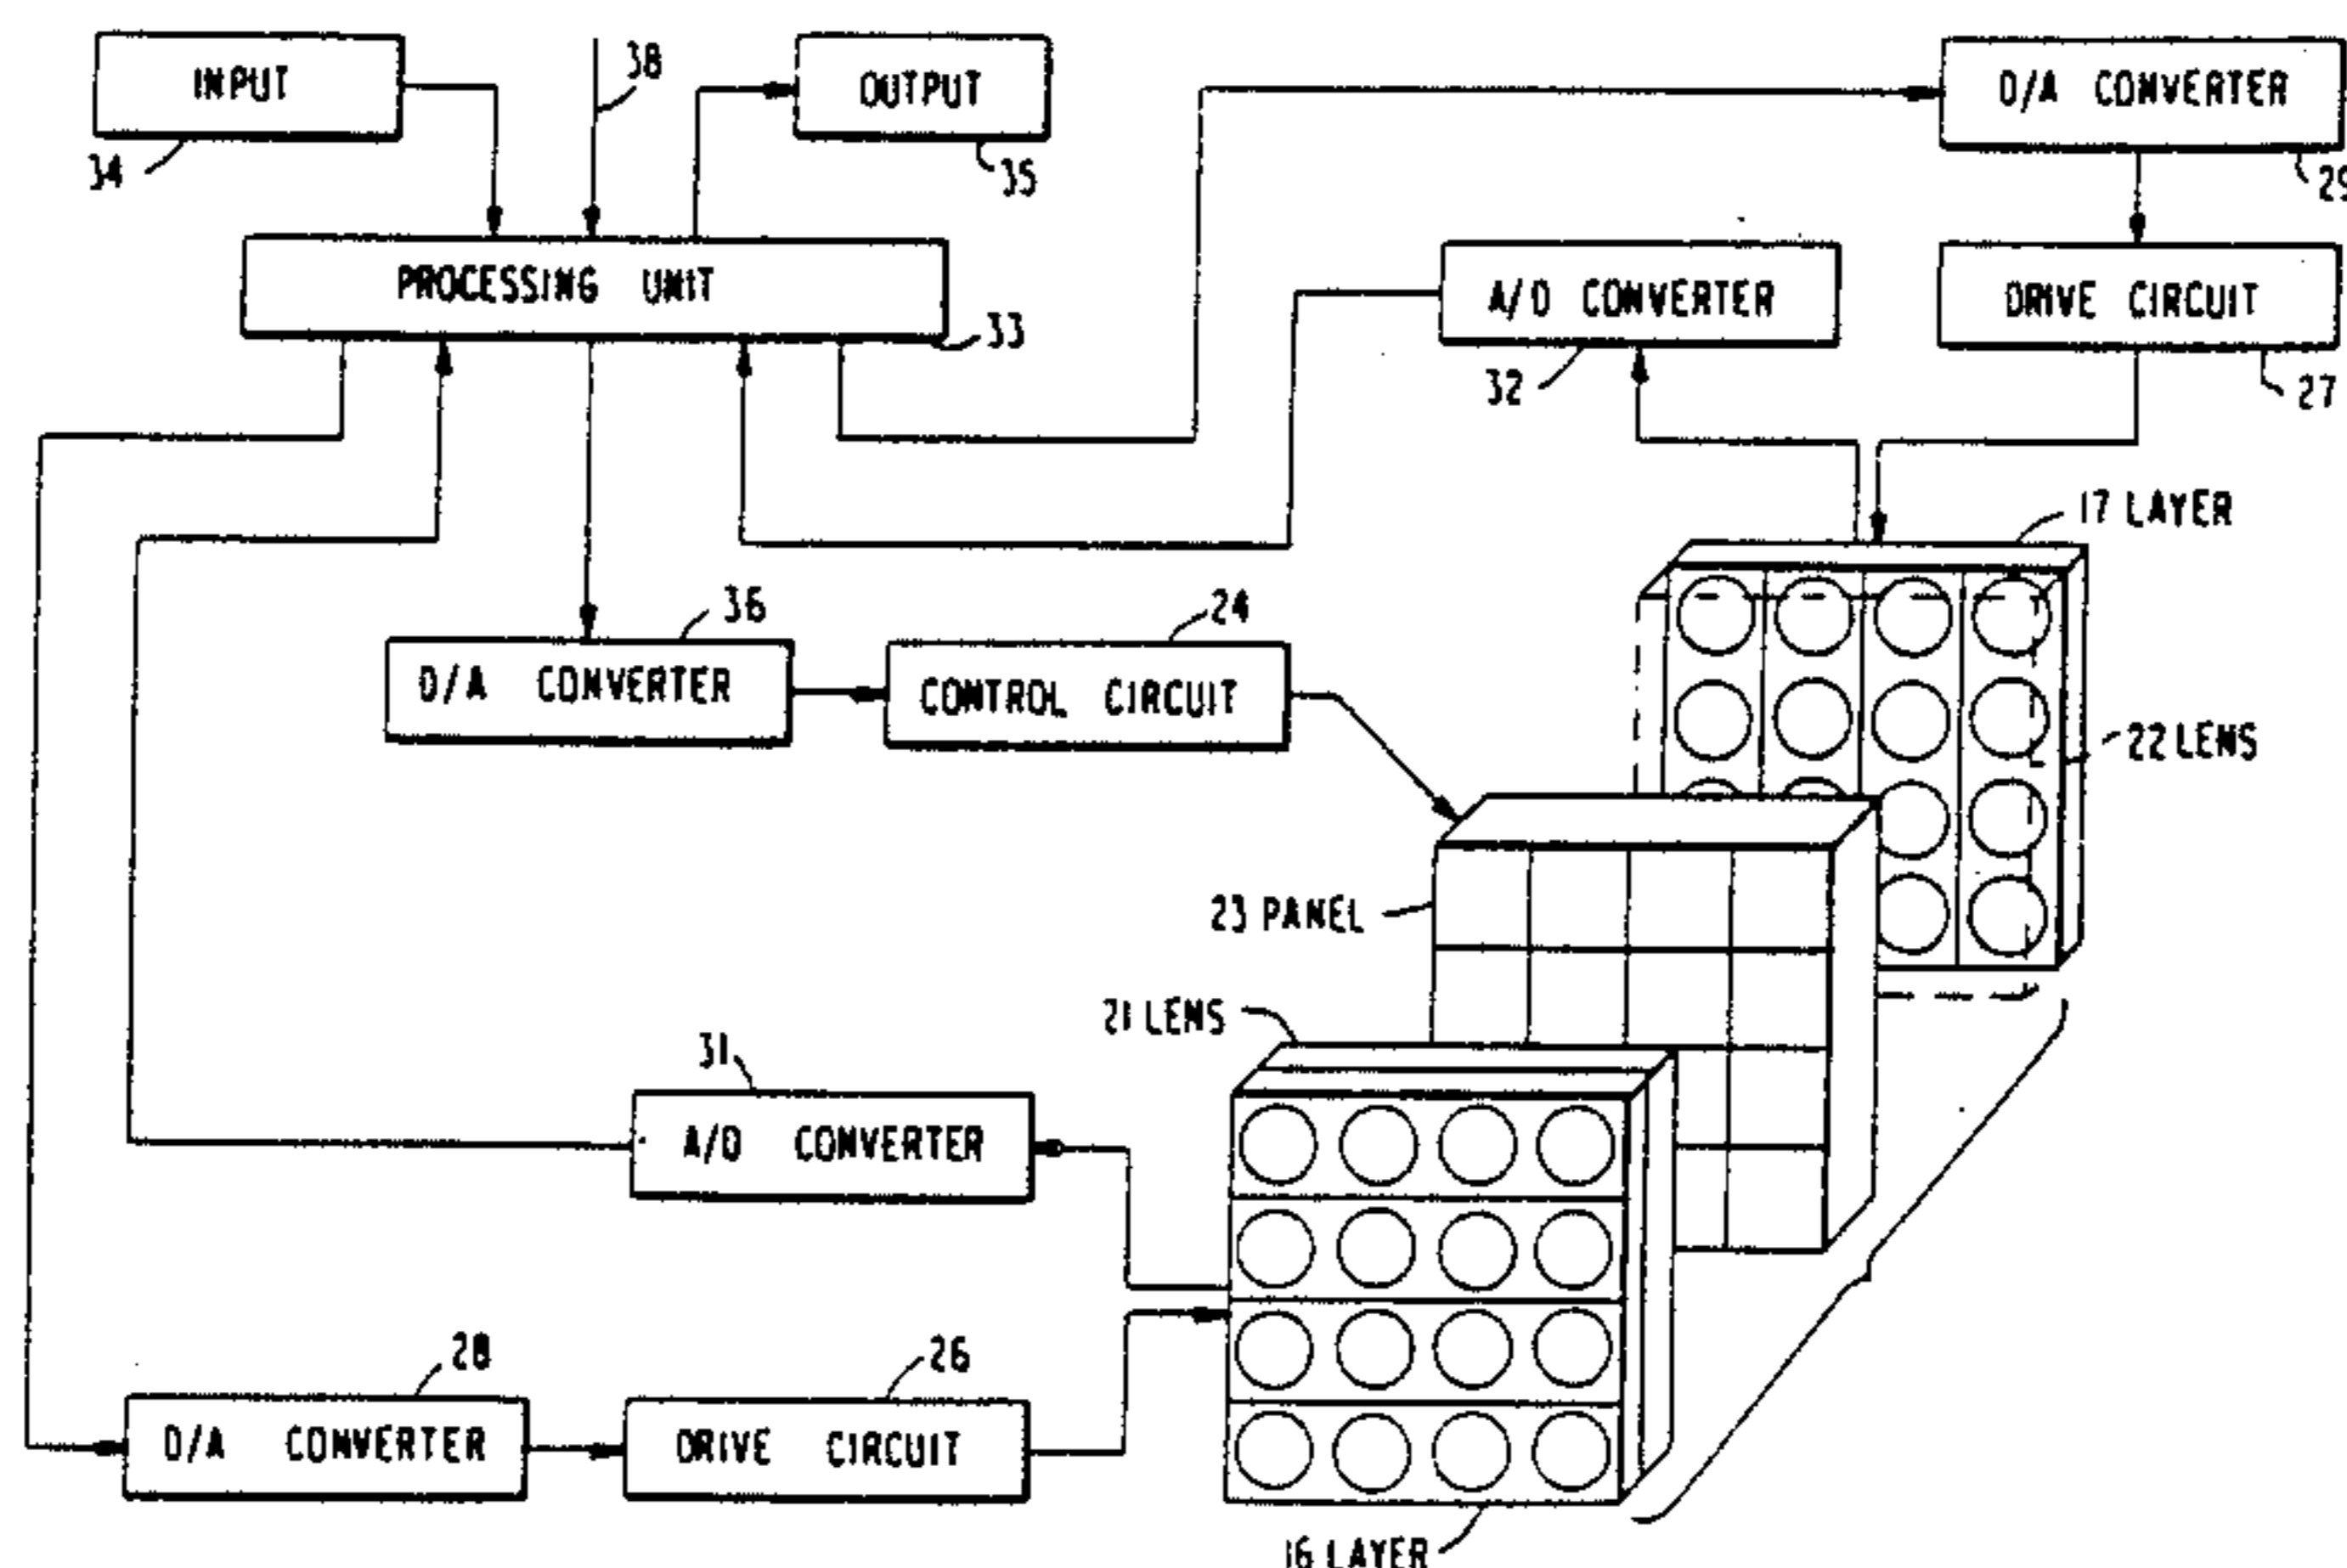 INPUT
38
OUTPUT
D/A CONVERTER
34
35
29
PROCESSING UNIT
33
A/D CONVERTER
32
DRIVE CIRCUIT
27
17 LAYER
36
24
D/A CONVERTER
CONTROL CIRCUIT
22 LENS
23 PANEL
21 LENS
31
A/D CONVERTER
28
26
D/A CONVERTER
DRIVE CIRCUIT
16 LAYER